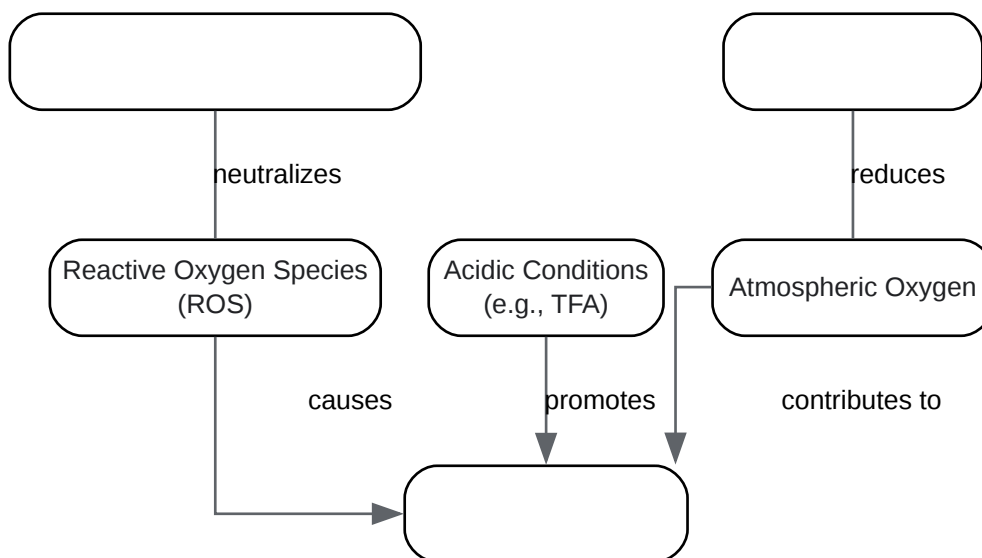 neutralizes
reduces
Reactive Oxygen Species
(ROS)
Acidic Conditions
(e.g., TFA)
Atmospheric Oxygen
causes
promotes
contributes to